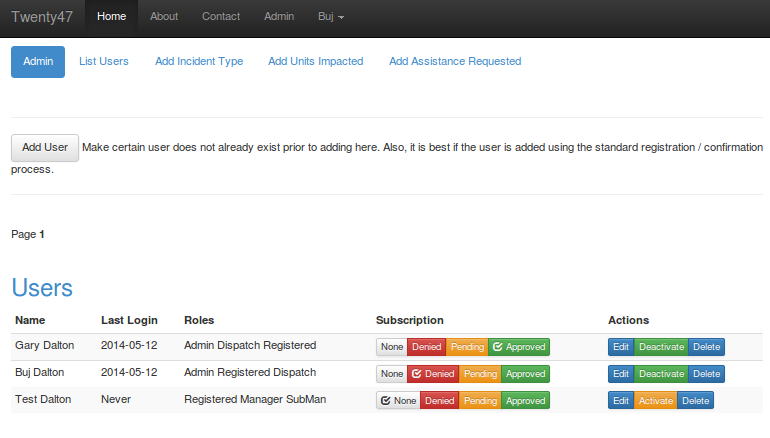 Twenty47 Home About Contact Admin Buj
Admin List Users Add Incident Type Add Units Impacted Add Assistance Requested
Add User Make certain user does not already exist prior to adding here. Also, it is best if the user is added using the standard registration / confirmation
process.
Page 1
Users
Name Last Login Roles Subscription Actions
Gary Dalton 2014-05-12 Admin Dispatch Registered None Denied Pending Approved Edit Deactivate Delete
Buj Dalton 2014-05-12 Admin Registered Dispatch None Denied Pending Approved Edit Deactivate Delete
Test Dalton Never Registered Manager SubMan None Denied Pending Approved Edit Activate Delete